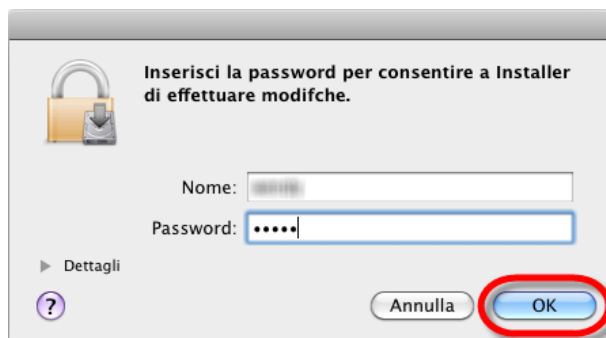 Inserisci la password per consentire a Installer
di effettuare modifche.
Nome:
Password: •••••
Dettagli
?
Annulla
OK